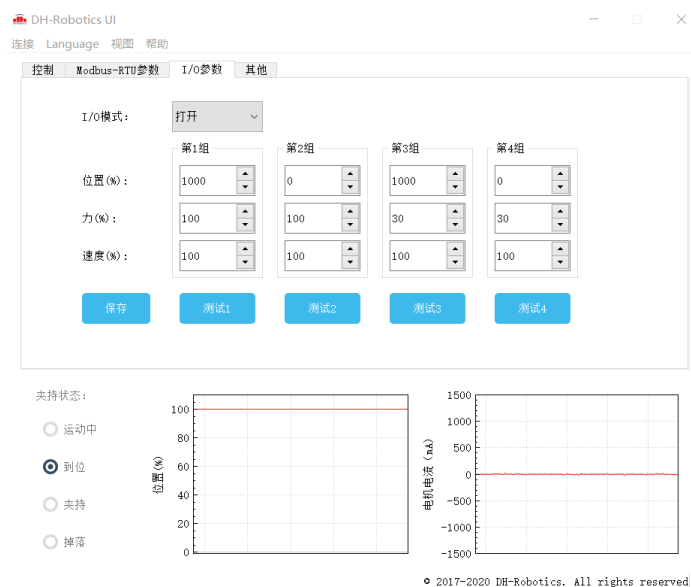 DH-Robotics UI
连接 Language 视图 帮助
控制 Modbus-RTU参数 I/O参数 其他
I/O模式: 打开
第1组 第2组 第3组 第4组
位置(%): 1000 0 1000 0
力(%): 100 100 30 30
速度(%): 100 100 100 100
保存 测试1 测试2 测试3 测试4
夹持状态:
运动中
到位
夹持
掉落
位置(%)
100
80
60
40
20
0
电机电流(mA)
1500
1000
500
0
-500
-1000
-1500
© 2017-2020 DH-Robotics. All rights reserved